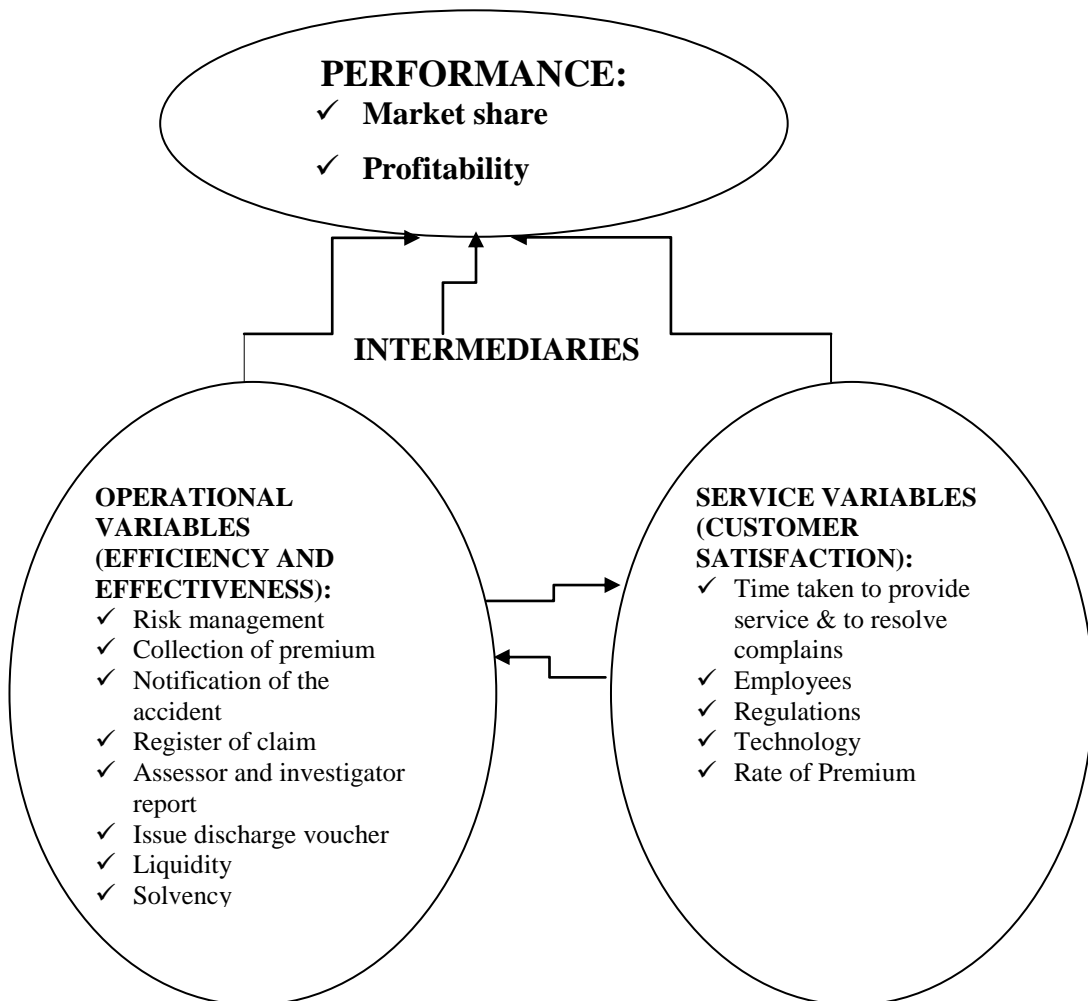 PERFORMANCE:
✓ Market share
✓ Profitability
INTERMEDIARIES
OPERATIONAL
VARIABLES
(EFFICIENCY AND
EFFECTIVENESS):
✓ Risk management
✓ Collection of premium
✓ Notification of the
accident
✓ Register of claim
✓ Assessor and investigator
report
✓ Issue discharge voucher
✓ Liquidity
✓ Solvency
SERVICE VARIABLES
(CUSTOMER
SATISFACTION):
✓ Time taken to provide
service & to resolve
complains
✓ Employees
✓ Regulations
✓ Technology
✓ Rate of Premium